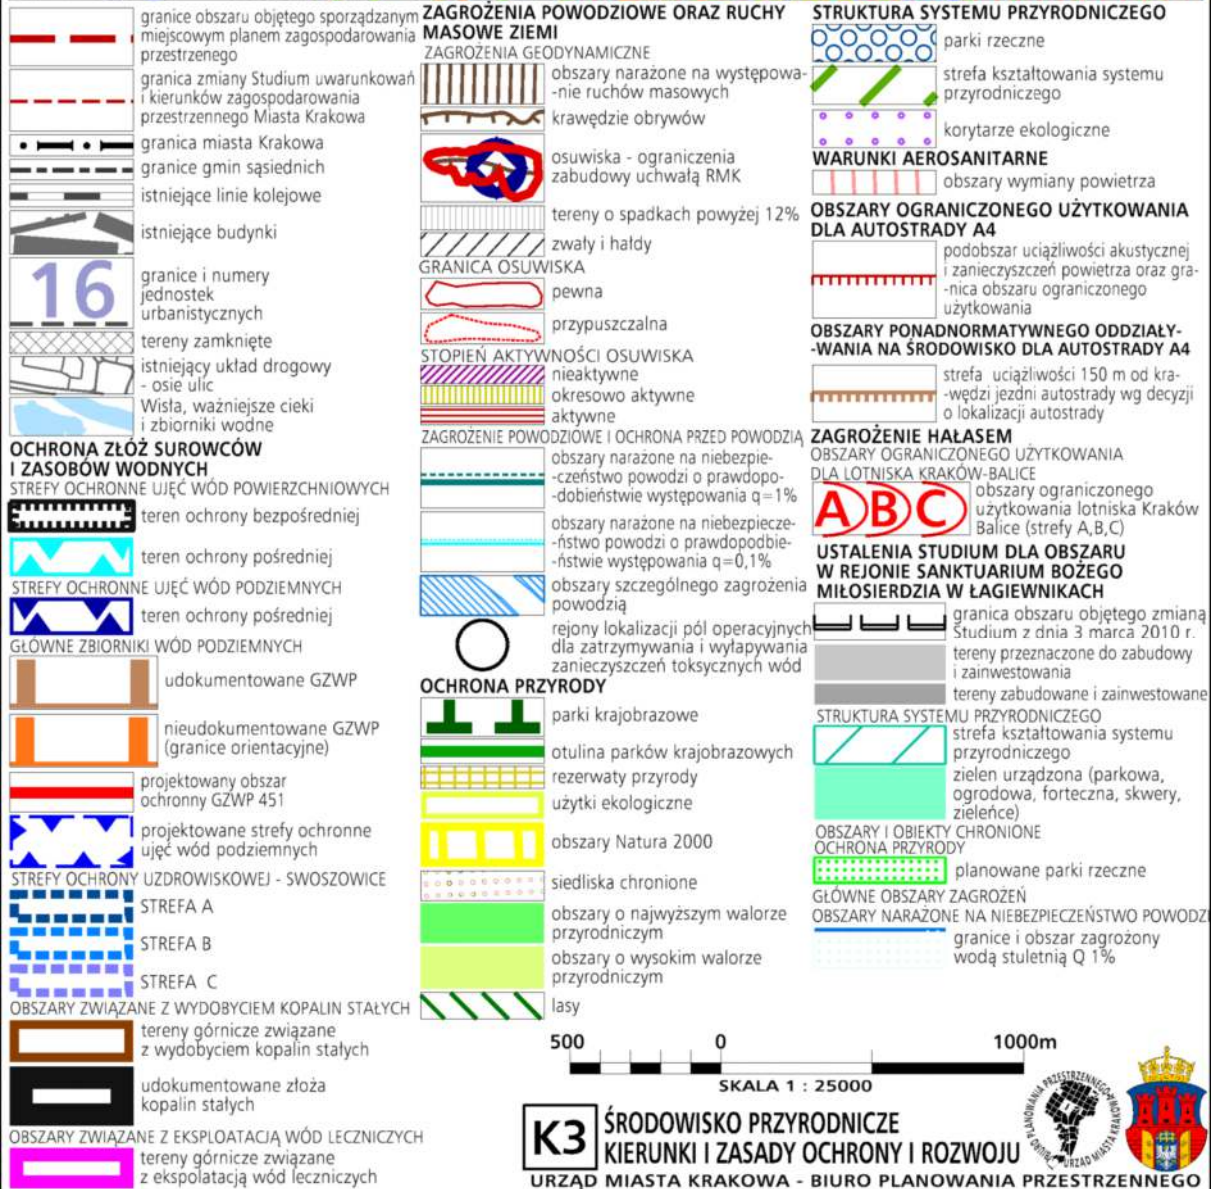 granice obszaru objętego sporządzanym
miejscowym planem zagospodarowania
przestrzenego
granica zmiany Studium uwarunkowań
i kierunków zagospodarowania
przestrzennego Miasta Krakowa
granica miasta Krakowa
granice gmin sąsiednich
istniejące linie kolejowe
istniejące budynki
16
granice i numery
jednostek
urbanistycznych
tereny zamknięte
istniejący układ drogowy
- osie ulic
Wisła, ważniejsze cieki
i zbiorniki wodne
OCHRONA ZŁÓŻ SUROWCÓW
I ZASOBÓW WODNYCH
STREFY OCHRONNE UJĘĆ WÓD POWIERZCHNIOWYCH
teren ochrony bezpośredniej
teren ochrony pośredniej
STREFY OCHRONNE UJĘĆ WÓD PODZIEMNYCH
teren ochrony pośredniej
GŁÓWNE ZBIORNIKI WÓD PODZIEMNYCH
udokumentowane GZWP
nieudokumentowane GZWP
(granice orientacyjne)
projektowany obszar
ochronny GZWP 451
projektowane strefy ochronne
ujęć wód podziemnych
STREFY OCHRONY UZDROWISKOWEJ - SWOSZOWICE
STREFA A
STREFA B
STREFA C
OBSZARY ZWIĄZANE Z WYDOBYCIEM KOPALIN STAŁYCH
tereny górnicze związane
z wydobyciem kopalin stałych
udokumentowane złoża
kopalin stałych
OBSZARY ZWIĄZANE Z EKSPLOATACJĄ WÓD LECZNICZYCH
tereny górnicze związane
z ekspolatacją wód leczniczych
ZAGROŻENIA POWODZIOWE ORAZ RUCHY
MASOWE ZIEMI
ZAGROŻENIA GEODYNAMICZNE
obszary narażone na występowa-
-nie ruchów masowych
krawędzie obrywów
osuwiska - ograniczenia
zabudowy uchwałą RMK
tereny o spadkach powyżej 12%
zwały i hałdy
GRANICA OSUWISKA
pewna
przypuszczalna
STOPIEŃ AKTYWNOŚCI OSUWISKA
nieaktywne
okresowo aktywne
aktywne
ZAGROŻENIE POWODZIOWE I OCHRONA PRZED POWODZIĄ
obszary narażone na niebezpie-
-czeństwo powodzi o prawdopo-
-dobieństwie występowania q=1%
obszary narażone na niebezpiecze-
-ństwo powodzi o prawdopodbie-
-ństwie występowania q=0,1%
obszary szczególnego zagrożenia
powodzią
rejony lokalizacji pól operacyjnych
dla zatrzymywania i wyłapywania
zanieczyszczeń toksycznych wód
OCHRONA PRZYRODY
parki krajobrazowe
otulina parków krajobrazowych
rezerwaty przyrody
użytki ekologiczne
obszary Natura 2000
siedliska chronione
obszary o najwyższym walorze
przyrodniczym
obszary o wysokim walorze
przyrodniczym
lasy
STRUKTURA SYSTEMU PRZYRODNICZEGO
parki rzeczne
strefa kształtowania systemu
przyrodniczego
korytarze ekologiczne
WARUNKI AEROSANITARNE
obszary wymiany powietrza
OBSZARY OGRANICZONEGO UŻYTKOWANIA
DLA AUTOSTRADY A4
podobszar uciążliwości akustycznej
i zanieczyszczeń powietrza oraz gra-
-nica obszaru ograniczonego
użytkowania
OBSZARY PONADNORMATYWNEGO ODDZIAŁY-
-WANIA NA ŚRODOWISKO DLA AUTOSTRADY A4
strefa uciążliwości 150 m od kra-
-wędzi jezdni autostrady wg decyzji
o lokalizacji autostrady
ZAGROŻENIE HAŁASEM
OBSZARY OGRANICZONEGO UŻYTKOWANIA
DLA LOTNISKA KRAKÓW-BALICE
A B C
obszary ograniczonego
użytkowania lotniska Kraków
Balice (strefy A,B,C)
USTALENIA STUDIUM DLA OBSZARU
W REJONIE SANKTUARIUM BOŻEGO
MIŁOSIERDZIA W ŁAGIEWNIKACH
granica obszaru objętego zmianą
Studium z dnia 3 marca 2010 r.
tereny przeznaczone do zabudowy
i zainwestowania
tereny zabudowane i zainwestowane
STRUKTURA SYSTEMU PRZYRODNICZEGO
strefa kształtowania systemu
przyrodniczego
zielen urządzona (parkowa,
ogrodowa, forteczna, skwery,
zieleńce)
OBSZARY I OBIEKTY CHRONIONE
OCHRONA PRZYRODY
planowane parki rzeczne
GŁÓWNE OBSZARY ZAGROŻEŃ
OBSZARY NARAŻONE NA NIEBEZPIECZEŃSTWO POWODZI
granice i obszar zagrożony
wodą stuletnią Q 1%
500 0 1000m
SKALA 1 : 25000
K3
ŚRODOWISKO PRZYRODNICZE
KIERUNKI I ZASADY OCHRONY I ROZWOJU
BIURO PLANOWANIA PRZESTRZENNEGO
URZĄD MIASTA KRAKOWA
URZĄD MIASTA KRAKOWA - BIURO PLANOWANIA PRZESTRZENNEGO